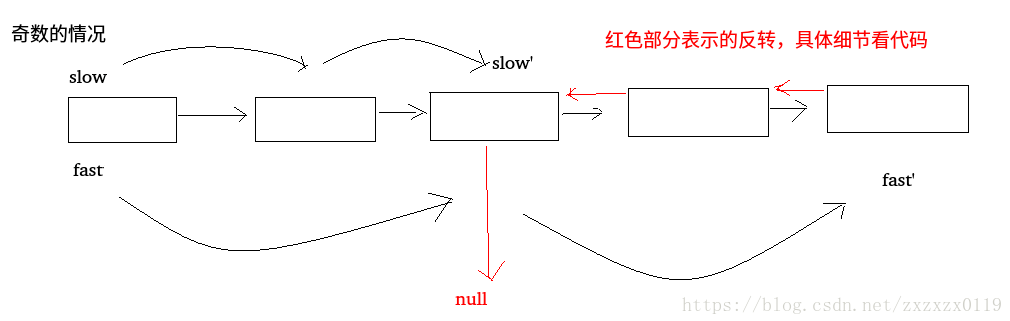 奇数的情况
红色部分表示的反转，具体细节看代码
slow
slow'
fast
fast'
null
https://blog.csdn.net/zxzxzx0119